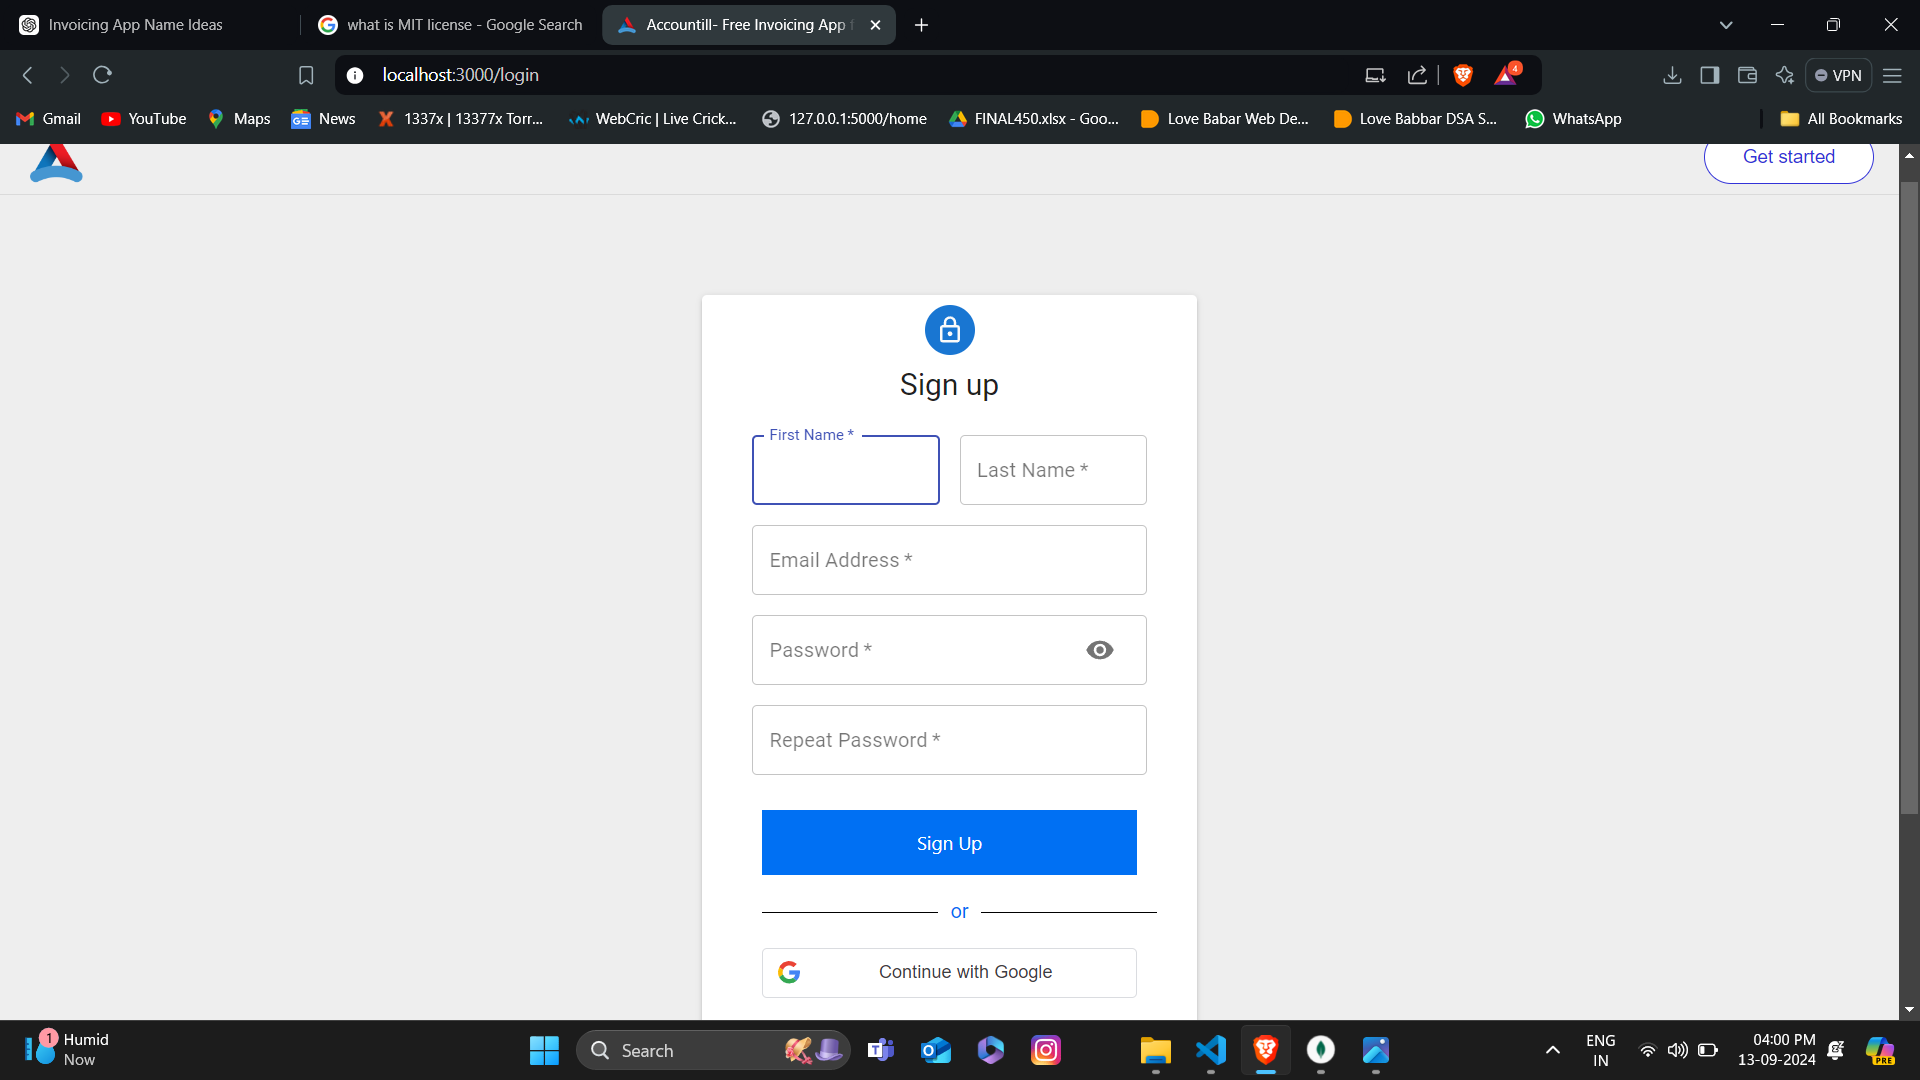 Invoicing App Name Ideas
what is MIT license - Google Search
Accountill- Free Invoicing App f
localhost:3000/login
4
VPN
Gmail
YouTube
Maps
News
1337x | 13377x Torr...
WebCric | Live Crick...
127.0.0.1:5000/home
FINAL450.xlsx - Goo...
Love Babar Web De...
Love Babbar DSA S...
WhatsApp
All Bookmarks
Get started
Sign up
First Name *
Last Name *
Email Address *
Password *
Repeat Password *
Sign Up
or
Continue with Google
1
Humid
Now
Search
ENG
IN
04:00 PM
13-09-2024
PRE